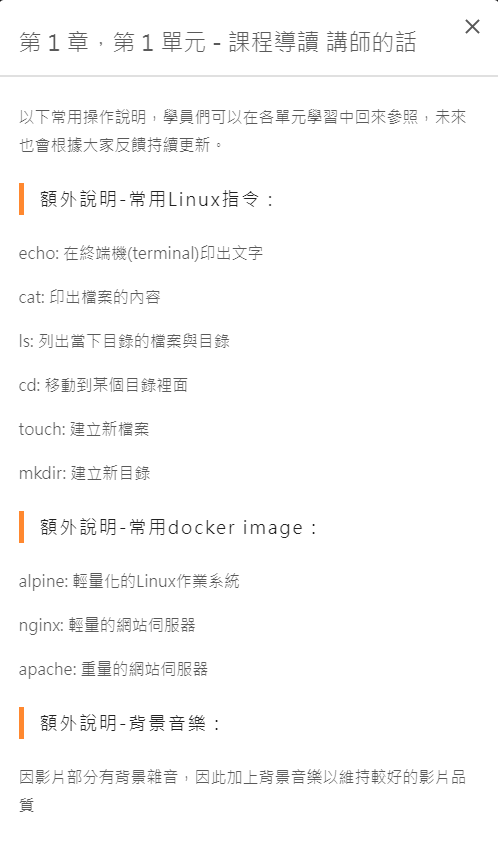 第 1 章，第 1 單元 - 課程導讀 講師的話
以下常用操作說明，學員們可以在各單元學習中回來參照，未來
也會根據大家反饋持續更新。
額外說明-常用Linux指令：
echo: 在終端機(terminal)印出文字
cat: 印出檔案的內容
ls: 列出當下目錄的檔案與目錄
cd: 移動到某個目錄裡面
touch: 建立新檔案
mkdir: 建立新目錄
額外說明-常用docker image：
alpine: 輕量化的Linux作業系統
nginx: 輕量的網站伺服器
apache: 重量的網站伺服器
額外說明-背景音樂：
因影片部分有背景雜音，因此加上背景音樂以維持較好的影片品
質